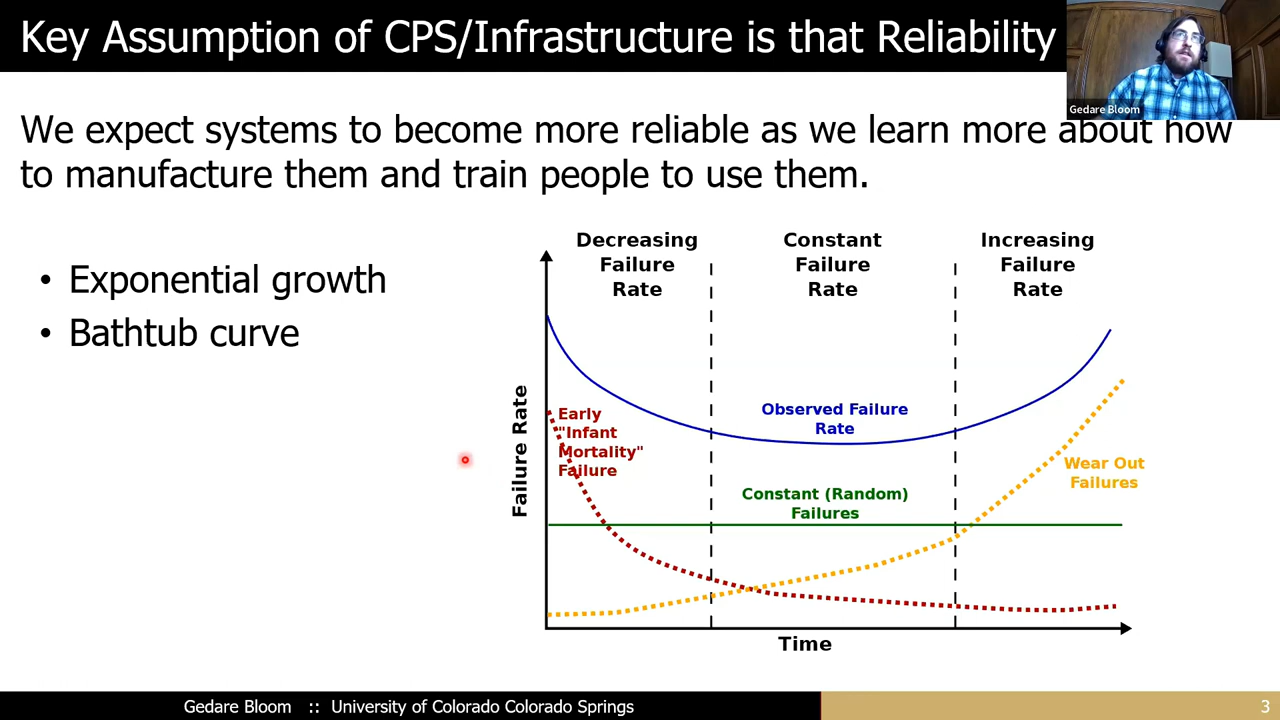 Key Assumption of CPS/Infrastructure is that Reliability
Gedare Bloom
We expect systems to become more reliable as we learn more about how
to manufacture them and train people to use them.
• Exponential growth
• Bathtub curve
Decreasing
Failure
Rate
Constant
Failure
Rate
Increasing
Failure
Rate
Failure Rate
Early
"Infant
Mortality"
Failure
Observed Failure
Rate
Constant (Random)
Failures
Wear Out
Failures
Time
Gedare Bloom :: University of Colorado Colorado Springs
3